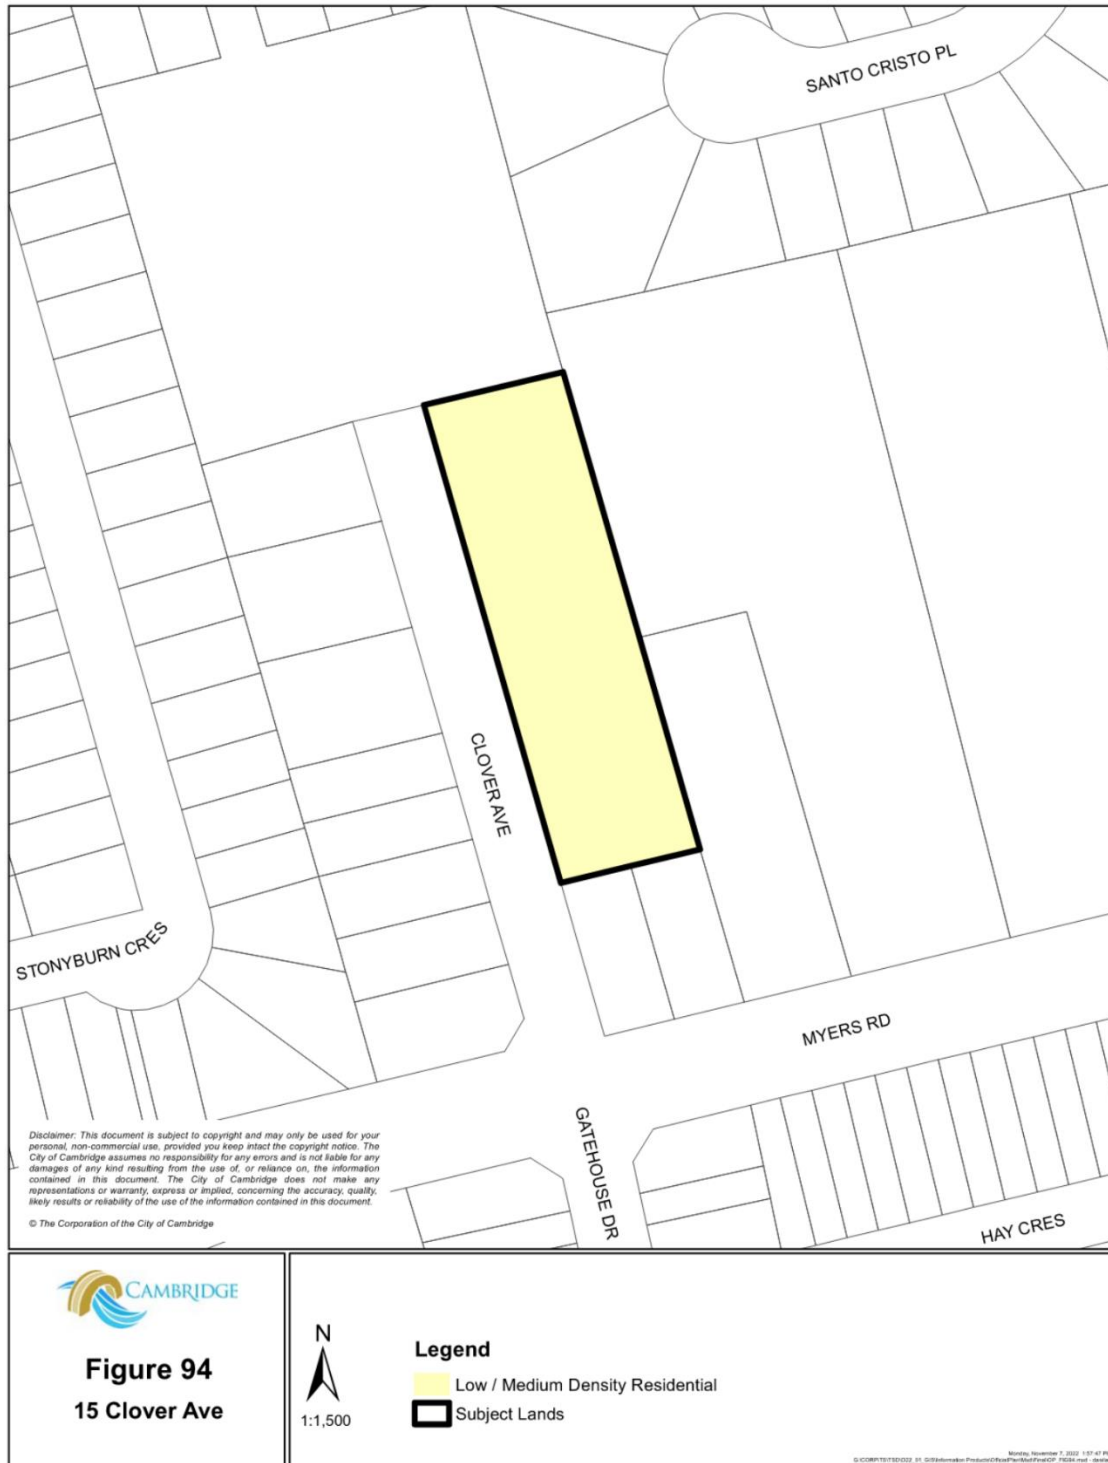 SANTO CRISTO PL
CLOVER AVE
STONYBURN CRES
MYERS RD
GATEHOUSE DR
HAY CRES
Disclaimer: This document is subject to copyright and may only be used for your
personal, non-commercial use, provided you keep intact the copyright notice. The
City of Cambridge assumes no responsibility for any errors and is not liable for any
damages of any kind resulting from the use of, or reliance on, the information
contained in this document. The City of Cambridge does not make any
representations or warranty, express or implied, concerning the accuracy, quality,
likely results or reliability of the use of the information contained in this document.
© The Corporation of the City of Cambridge
CAMBRIDGE
Figure 94
15 Clover Ave
N
1:1,500
Legend
Low / Medium Density Residential
Subject Lands
Monday, November 7, 2022 1:57:47 PM